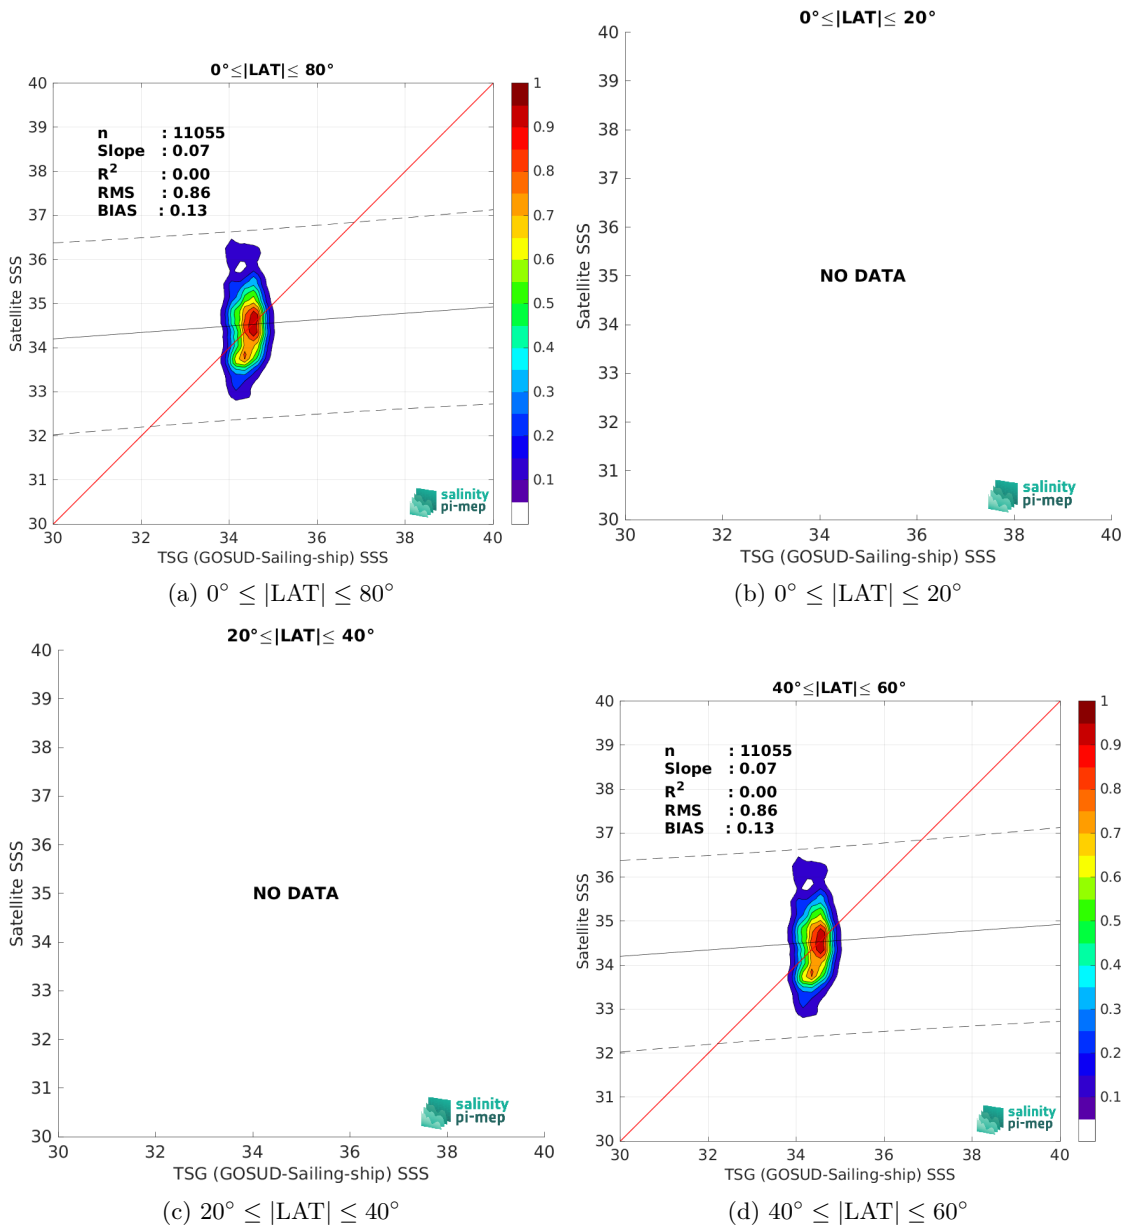 0°≤|LAT|≤ 80°
40
39
38
37
36
35
34
33
32
31
30
Satellite SSS
n : 11055
Slope : 0.07
R² : 0.00
RMS : 0.86
BIAS : 0.13
salinity
pi-mep
1
0.9
0.8
0.7
0.6
0.5
0.4
0.3
0.2
0.1
30 32 34 36 38 40
TSG (GOSUD-Sailing-ship) SSS
(a) 0° ≤ |LAT| ≤ 80°
0°≤|LAT|≤ 20°
40
39
38
37
36
35
34
33
32
31
30
Satellite SSS
NO DATA
salinity
pi-mep
30 32 34 36 38 40
TSG (GOSUD-Sailing-ship) SSS
(b) 0° ≤ |LAT| ≤ 20°
20°≤|LAT|≤ 40°
40
39
38
37
36
35
34
33
32
31
30
Satellite SSS
NO DATA
salinity
pi-mep
30 32 34 36 38 40
TSG (GOSUD-Sailing-ship) SSS
(c) 20° ≤ |LAT| ≤ 40°
40°≤|LAT|≤ 60°
40
39
38
37
36
35
34
33
32
31
30
Satellite SSS
n : 11055
Slope : 0.07
R² : 0.00
RMS : 0.86
BIAS : 0.13
salinity
pi-mep
1
0.9
0.8
0.7
0.6
0.5
0.4
0.3
0.2
0.1
30 32 34 36 38 40
TSG (GOSUD-Sailing-ship) SSS
(d) 40° ≤ |LAT| ≤ 60°